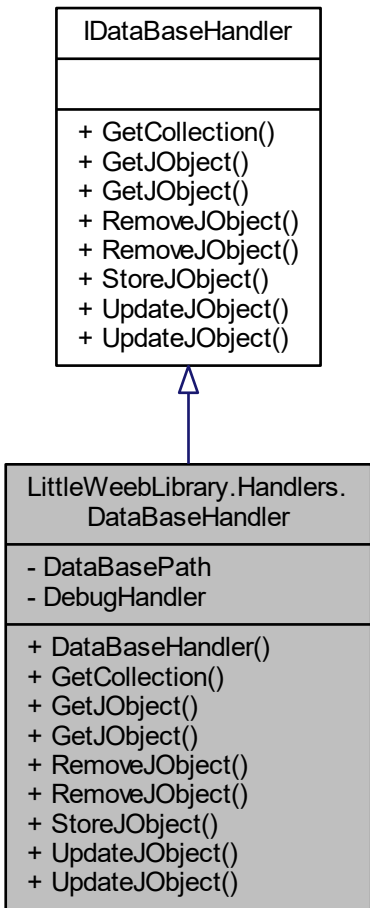 IDataBaseHandler
+ GetCollection()
+ GetJObject()
+ GetJObject()
+ RemoveJObject()
+ RemoveJObject()
+ StoreJObject()
+ UpdateJObject()
+ UpdateJObject()
LittleWeebLibrary.Handlers.
DataBaseHandler
- DataBasePath
- DebugHandler
+ DataBaseHandler()
+ GetCollection()
+ GetJObject()
+ GetJObject()
+ RemoveJObject()
+ RemoveJObject()
+ StoreJObject()
+ UpdateJObject()
+ UpdateJObject()